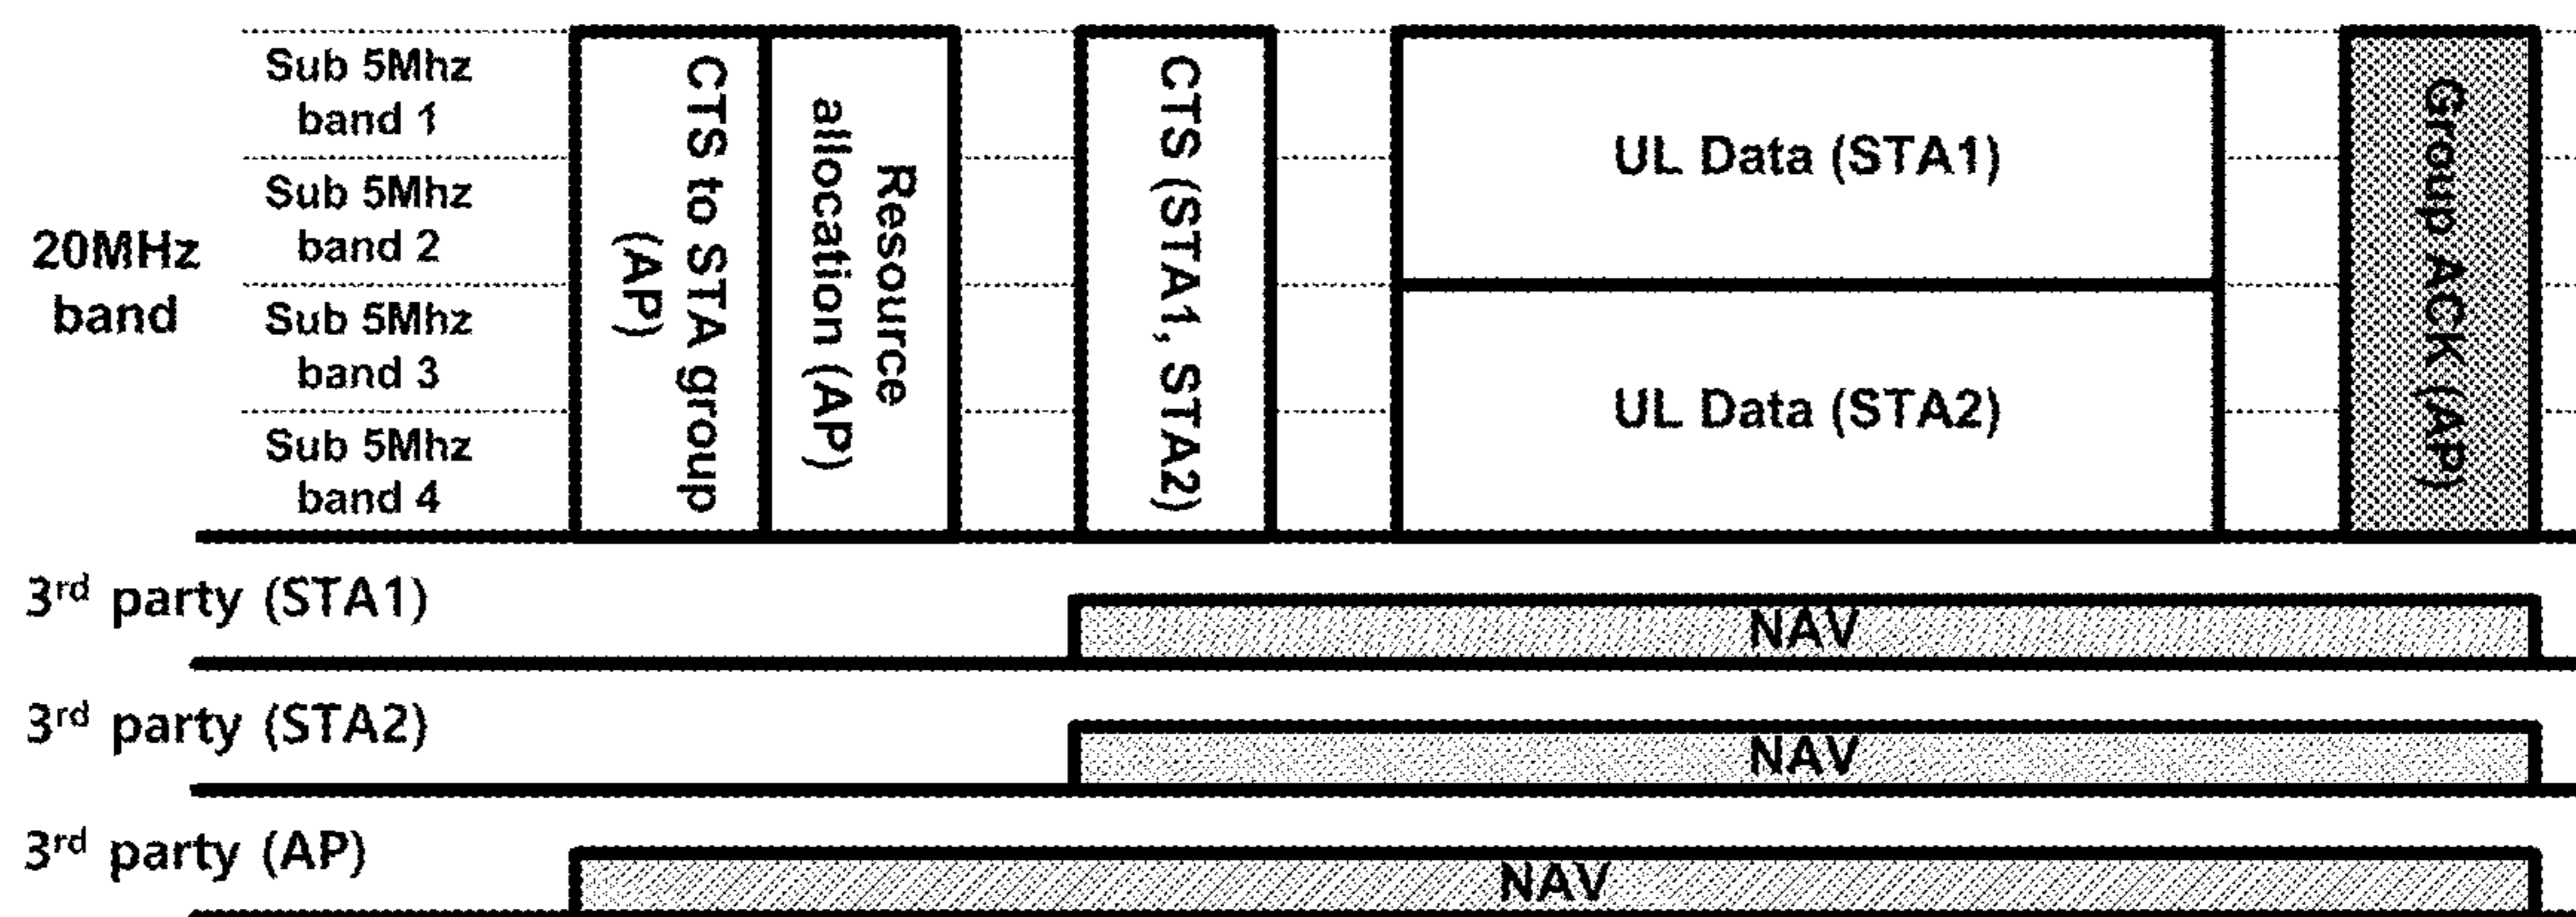 20MHz
band
Sub 5Mhz
band 1
Sub 5Mhz
band 2
Sub 5Mhz
band 3
Sub 5Mhz
band 4
CTS to STA group
(AP)
Resource
allocation (AP)
CTS (STA1, STA2)
UL Data (STA1)
UL Data (STA2)
Group ACK (AP)
3rd party (STA1)
NAV
3rd party (STA2)
NAV
3rd party (AP)
NAV